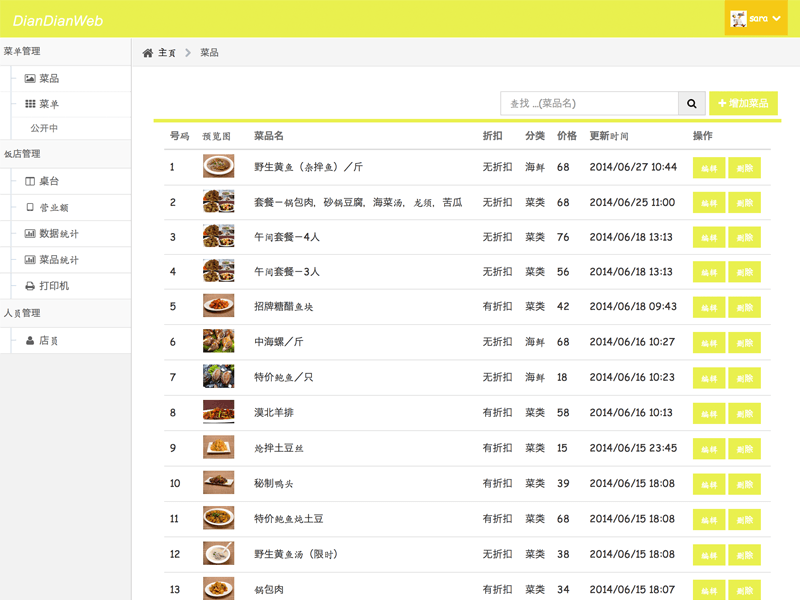 DianDianWeb
sara
菜单管理
菜品
菜单
公开中
饭店管理
桌台
营业额
数据统计
菜品统计
打印机
人员管理
店员
主页 菜品
查找 ...(菜品名)
增加菜品
号码 预览图 菜品名 折扣 分类 价格 更新时间 操作
1 野生黄鱼（杂拌鱼）／斤 无折扣 海鲜 68 2014/06/27 10:44 编辑 删除
2 套餐－锅包肉，砂锅豆腐，海菜汤，龙须，苦瓜 无折扣 菜类 68 2014/06/25 11:00 编辑 删除
3 午间套餐－4人 无折扣 菜类 76 2014/06/18 13:13 编辑 删除
4 午间套餐－3人 无折扣 菜类 56 2014/06/18 13:13 编辑 删除
5 招牌糖醋鱼块 有折扣 菜类 42 2014/06/18 09:43 编辑 删除
6 中海螺／斤 无折扣 海鲜 68 2014/06/16 10:27 编辑 删除
7 特价鲍鱼／只 无折扣 海鲜 18 2014/06/16 10:23 编辑 删除
8 漠北羊排 有折扣 菜类 58 2014/06/16 10:13 编辑 删除
9 炝拌土豆丝 有折扣 菜类 15 2014/06/15 23:45 编辑 删除
10 秘制鸭头 有折扣 菜类 39 2014/06/15 18:08 编辑 删除
11 特价鲍鱼炖土豆 有折扣 菜类 68 2014/06/15 18:08 编辑 删除
12 野生黄鱼汤（限时） 无折扣 菜类 38 2014/06/15 18:08 编辑 删除
13 锅包肉 有折扣 菜类 34 2014/06/15 18:07 编辑 删除